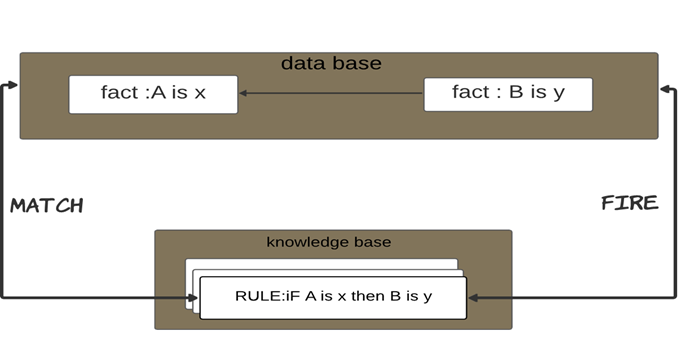 data base
fact :A is x
fact : B is y
MATCH
FIRE
knowledge base
RULE:iF A is x then B is y